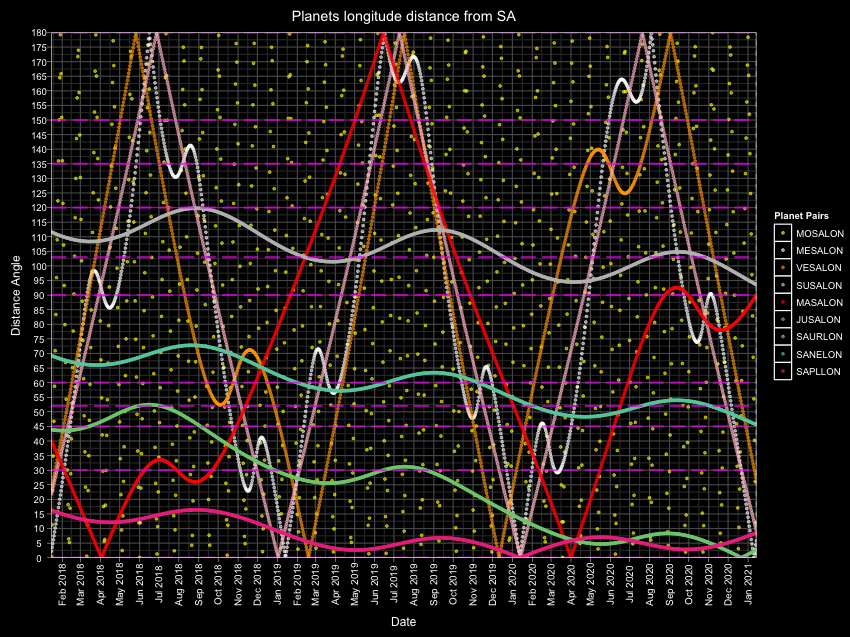 Planets longitude distance from SA
Distance Angle
180
175
170
165
160
155
150
145
140
135
130
125
120
115
110
105
100
95
90
85
80
75
70
65
60
55
50
45
40
35
30
25
20
15
10
5
0
Feb 2018
Mar 2018
Apr 2018
May 2018
Jun 2018
Jul 2018
Aug 2018
Sep 2018
Oct 2018
Nov 2018
Dec 2018
Jan 2019
Feb 2019
Mar 2019
Apr 2019
May 2019
Jun 2019
Jul 2019
Aug 2019
Sep 2019
Oct 2019
Nov 2019
Dec 2019
Jan 2020
Feb 2020
Mar 2020
Apr 2020
May 2020
Jun 2020
Jul 2020
Aug 2020
Sep 2020
Oct 2020
Nov 2020
Dec 2020
Jan 2021
Date
Planet Pairs
MOSALON
MESALON
VESALON
SUSALON
MASALON
JUSALON
SAURLON
SANELON
SAPLLON